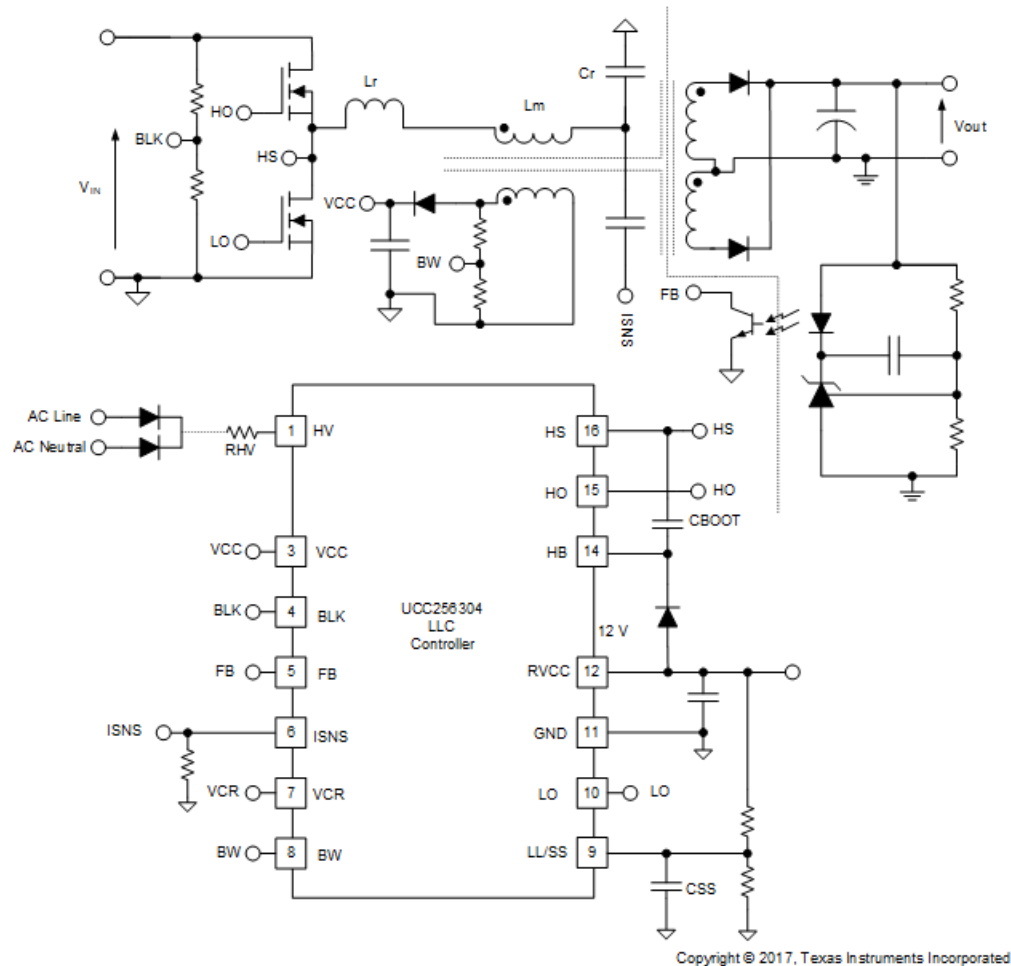 Cr
Lr
Lm
HO
BLK
HS
Vout
VIN
VCC
LO
BW
FB
ISNS
AC Line
AC Neutral
RHV
1 HV
HS 16 HS
HO 15 HO
CBOOT
HB 14
VCC 3 VCC
BLK 4 BLK
UCC256304
LLC
Controller
12 V
FB 5 FB
RVCC 12
ISNS 6 ISNS
GND 11
VCR 7 VCR
LO 10 LO
BW 8 BW
LL/SS 9
CSS
Copyright © 2017, Texas Instruments Incorporated